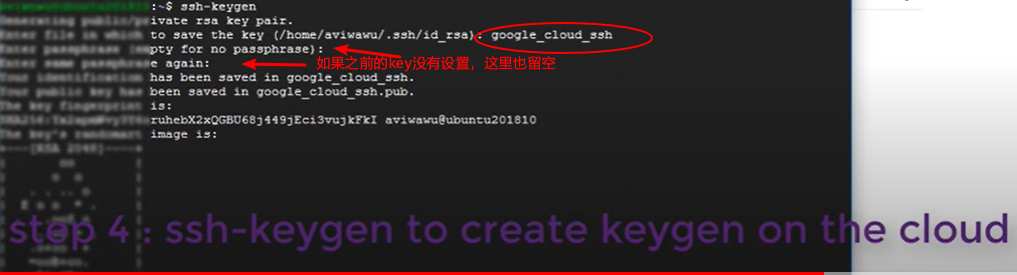 aviwawu@ubuntu201810:~$ ssh-keygen
Generating public/private rsa key pair.
Enter file in which to save the key (/home/aviwawu/.ssh/id_rsa): google_cloud_ssh
Enter passphrase (empty for no passphrase):
Enter same passphrase again:
如果之前的key没有设置，这里也留空
Your identification has been saved in google_cloud_ssh.
Your public key has been saved in google_cloud_ssh.pub.
The key fingerprint is:
ruhebX2xQGBU68j449jEci3vujkFkI aviwawu@ubuntu201810
The key's randomart image is:
+----[RSA 2048]----+
step 4 : ssh-keygen to create keygen on the cloud